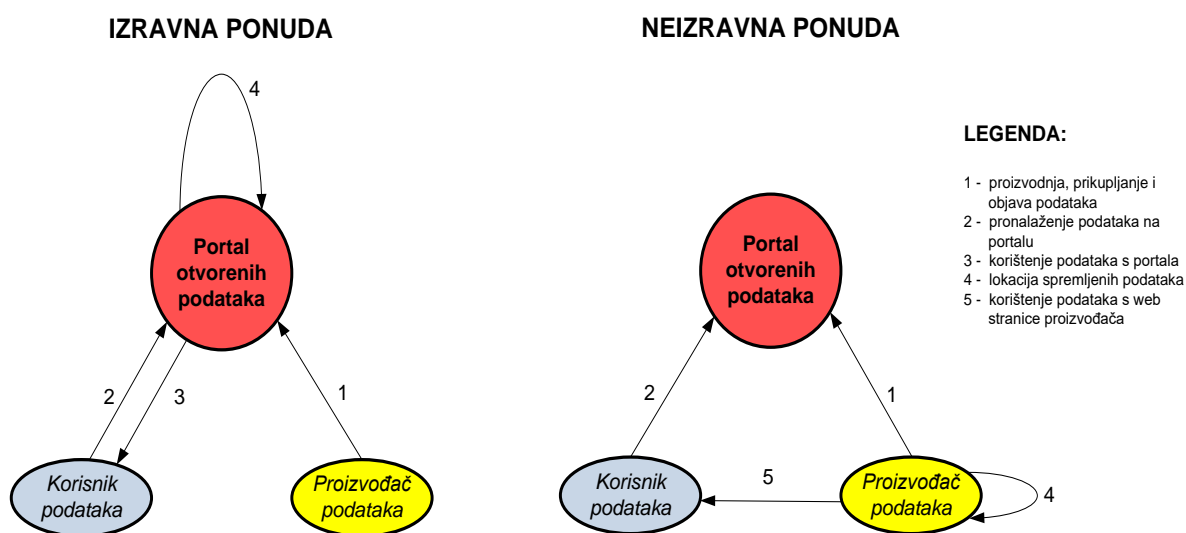 IZRAVNA PONUDA
4
Portal
otvorenih
podataka
2
3
1
Korisnik
podataka
Proizvođač
podataka
NEIZRAVNA PONUDA
Portal
otvorenih
podataka
2
1
5
4
Korisnik
podataka
Proizvođač
podataka
LEGENDA:
1 - proizvodnja, prikupljanje i
objava podataka
2 - pronalaženje podataka na
portalu
3 - korištenje podataka s portala
4 - lokacija spremljenih podataka
5 - korištenje podataka s web
stranice proizvođača